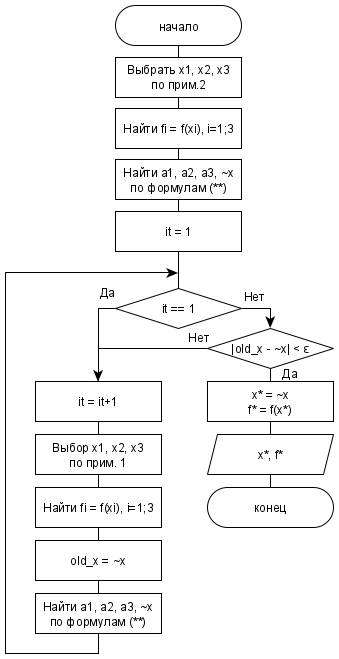 начало
Выбрать x1, x2, x3
по прим.2
Найти fi = f(xi), i=1;3
Найти a1, a2, a3, ~x
по формулам (**)
it = 1
Да
it == 1
Нет
Нет
|old_x - ~x| < ε
Да
it = it+1
x* = ~x
f* = f(x*)
Выбор x1, x2, x3
по прим. 1
x*, f*
Найти fi = f(xi), i=1;3
конец
old_x = ~x
Найти a1, a2, a3, ~x
по формулам (**)